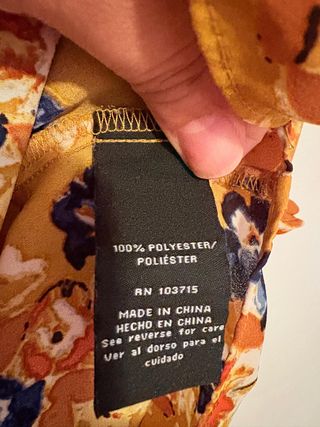 100% POLYESTER/
POLIÉSTER
RN 103715
MADE IN CHINA
HECHO EN CHINA
See reverse for care
Ver al dorso para el
cuidado